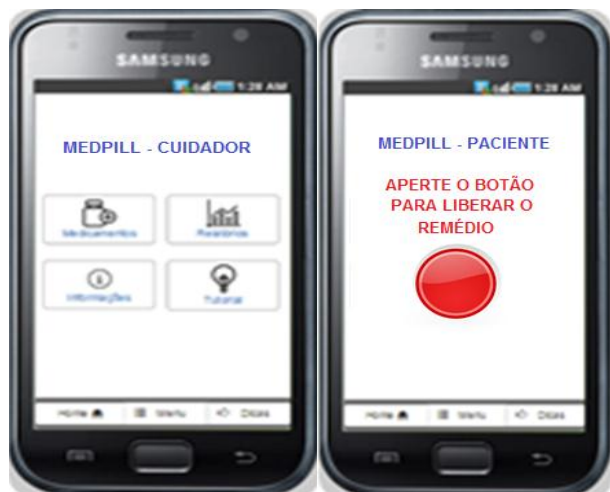 SAMSUNG
1:28 AM
MEDPILL - CUIDADOR
Medicamentos
Relatórios
Informações
Tutorial
Home
Menu
Dicas
SAMSUNG
1:28 AM
MEDPILL - PACIENTE
APERTE O BOTÃO
PARA LIBERAR O
REMÉDIO
Home
Menu
Dicas